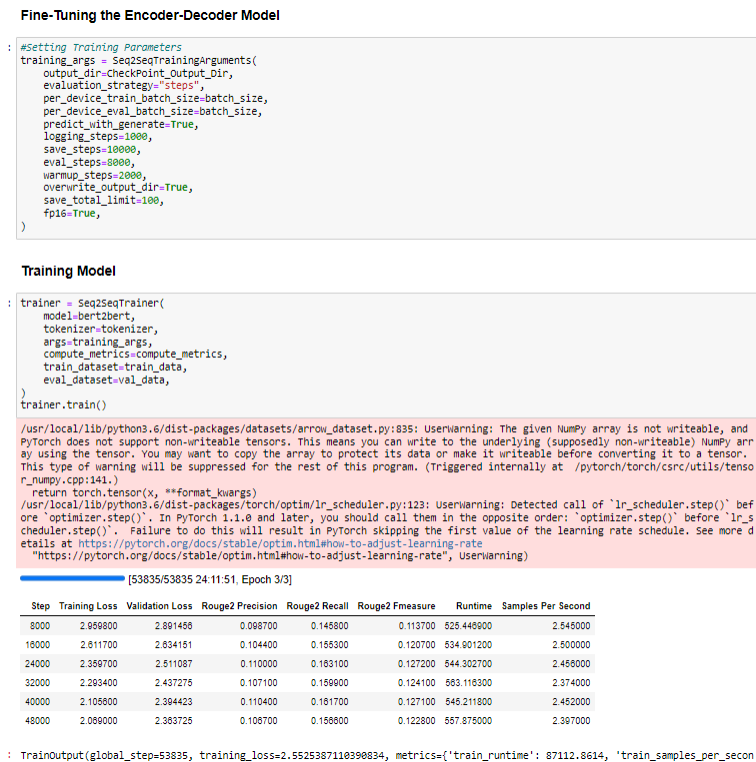 Fine-Tuning the Encoder-Decoder Model
: #Setting Training Parameters
training_args = Seq2SeqTrainingArguments(
    output_dir=CheckPoint_Output_Dir,
    evaluation_strategy="steps",
    per_device_train_batch_size=batch_size,
    per_device_eval_batch_size=batch_size,
    predict_with_generate=True,
    logging_steps=1000,
    save_steps=10000,
    eval_steps=8000,
    warmup_steps=2000,
    overwrite_output_dir=True,
    save_total_limit=100,
    fp16=True,
)
Training Model
: trainer = Seq2SeqTrainer(
    model=bert2bert,
    tokenizer=tokenizer,
    args=training_args,
    compute_metrics=compute_metrics,
    train_dataset=train_data,
    eval_dataset=val_data,
)
trainer.train()
/usr/local/lib/python3.6/dist-packages/datasets/arrow_dataset.py:835: UserWarning: The given NumPy array is not writeable, and
PyTorch does not support non-writeable tensors. This means you can write to the underlying (supposedly non-writeable) NumPy arr
ay using the tensor. You may want to copy the array to protect its data or make it writeable before converting it to a tensor.
This type of warning will be suppressed for the rest of this program. (Triggered internally at  /pytorch/torch/csrc/utils/tenso
r_numpy.cpp:141.)
  return torch.tensor(x, **format_kwargs)
/usr/local/lib/python3.6/dist-packages/torch/optim/lr_scheduler.py:123: UserWarning: Detected call of `lr_scheduler.step()` bef
ore `optimizer.step()`. In PyTorch 1.1.0 and later, you should call them in the opposite order: `optimizer.step()` before `lr_s
cheduler.step()`.  Failure to do this will result in PyTorch skipping the first value of the learning rate schedule. See more d
etails at https://pytorch.org/docs/stable/optim.html#how-to-adjust-learning-rate
  "https://pytorch.org/docs/stable/optim.html#how-to-adjust-learning-rate", UserWarning)
[53835/53835 24:11:51, Epoch 3/3]
Step Training Loss Validation Loss Rouge2 Precision Rouge2 Recall Rouge2 Fmeasure Runtime Samples Per Second
8000 2.959800 2.891456 0.098700 0.145800 0.113700 525.446900 2.545000
16000 2.611700 2.634151 0.104400 0.155300 0.120700 534.901200 2.500000
24000 2.359700 2.511087 0.110000 0.163100 0.127200 544.302700 2.456000
32000 2.293400 2.437275 0.107100 0.159900 0.124100 563.116300 2.374000
40000 2.105600 2.394423 0.110400 0.161700 0.127100 545.211800 2.452000
48000 2.069000 2.363725 0.106700 0.156600 0.122800 557.875000 2.397000
: TrainOutput(global_step=53835, training_loss=2.5525387110390834, metrics={'train_runtime': 87112.8614, 'train_samples_per_secon